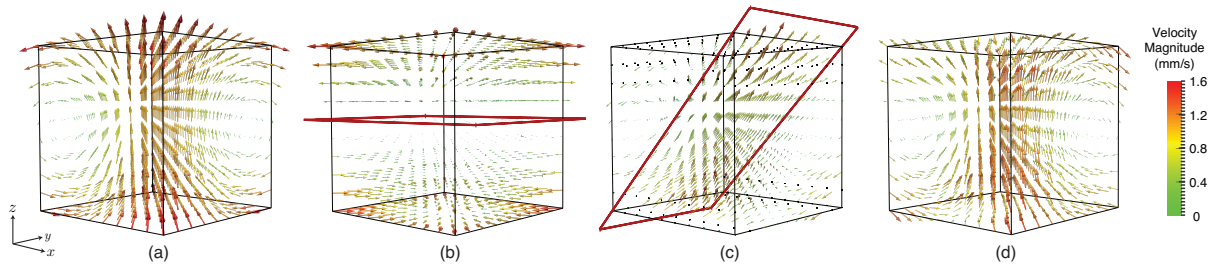 Velocity
Magnitude
(mm/s)
1.6
1.2
0.8
0.4
0
z
y
x
(a)
(b)
(c)
(d)